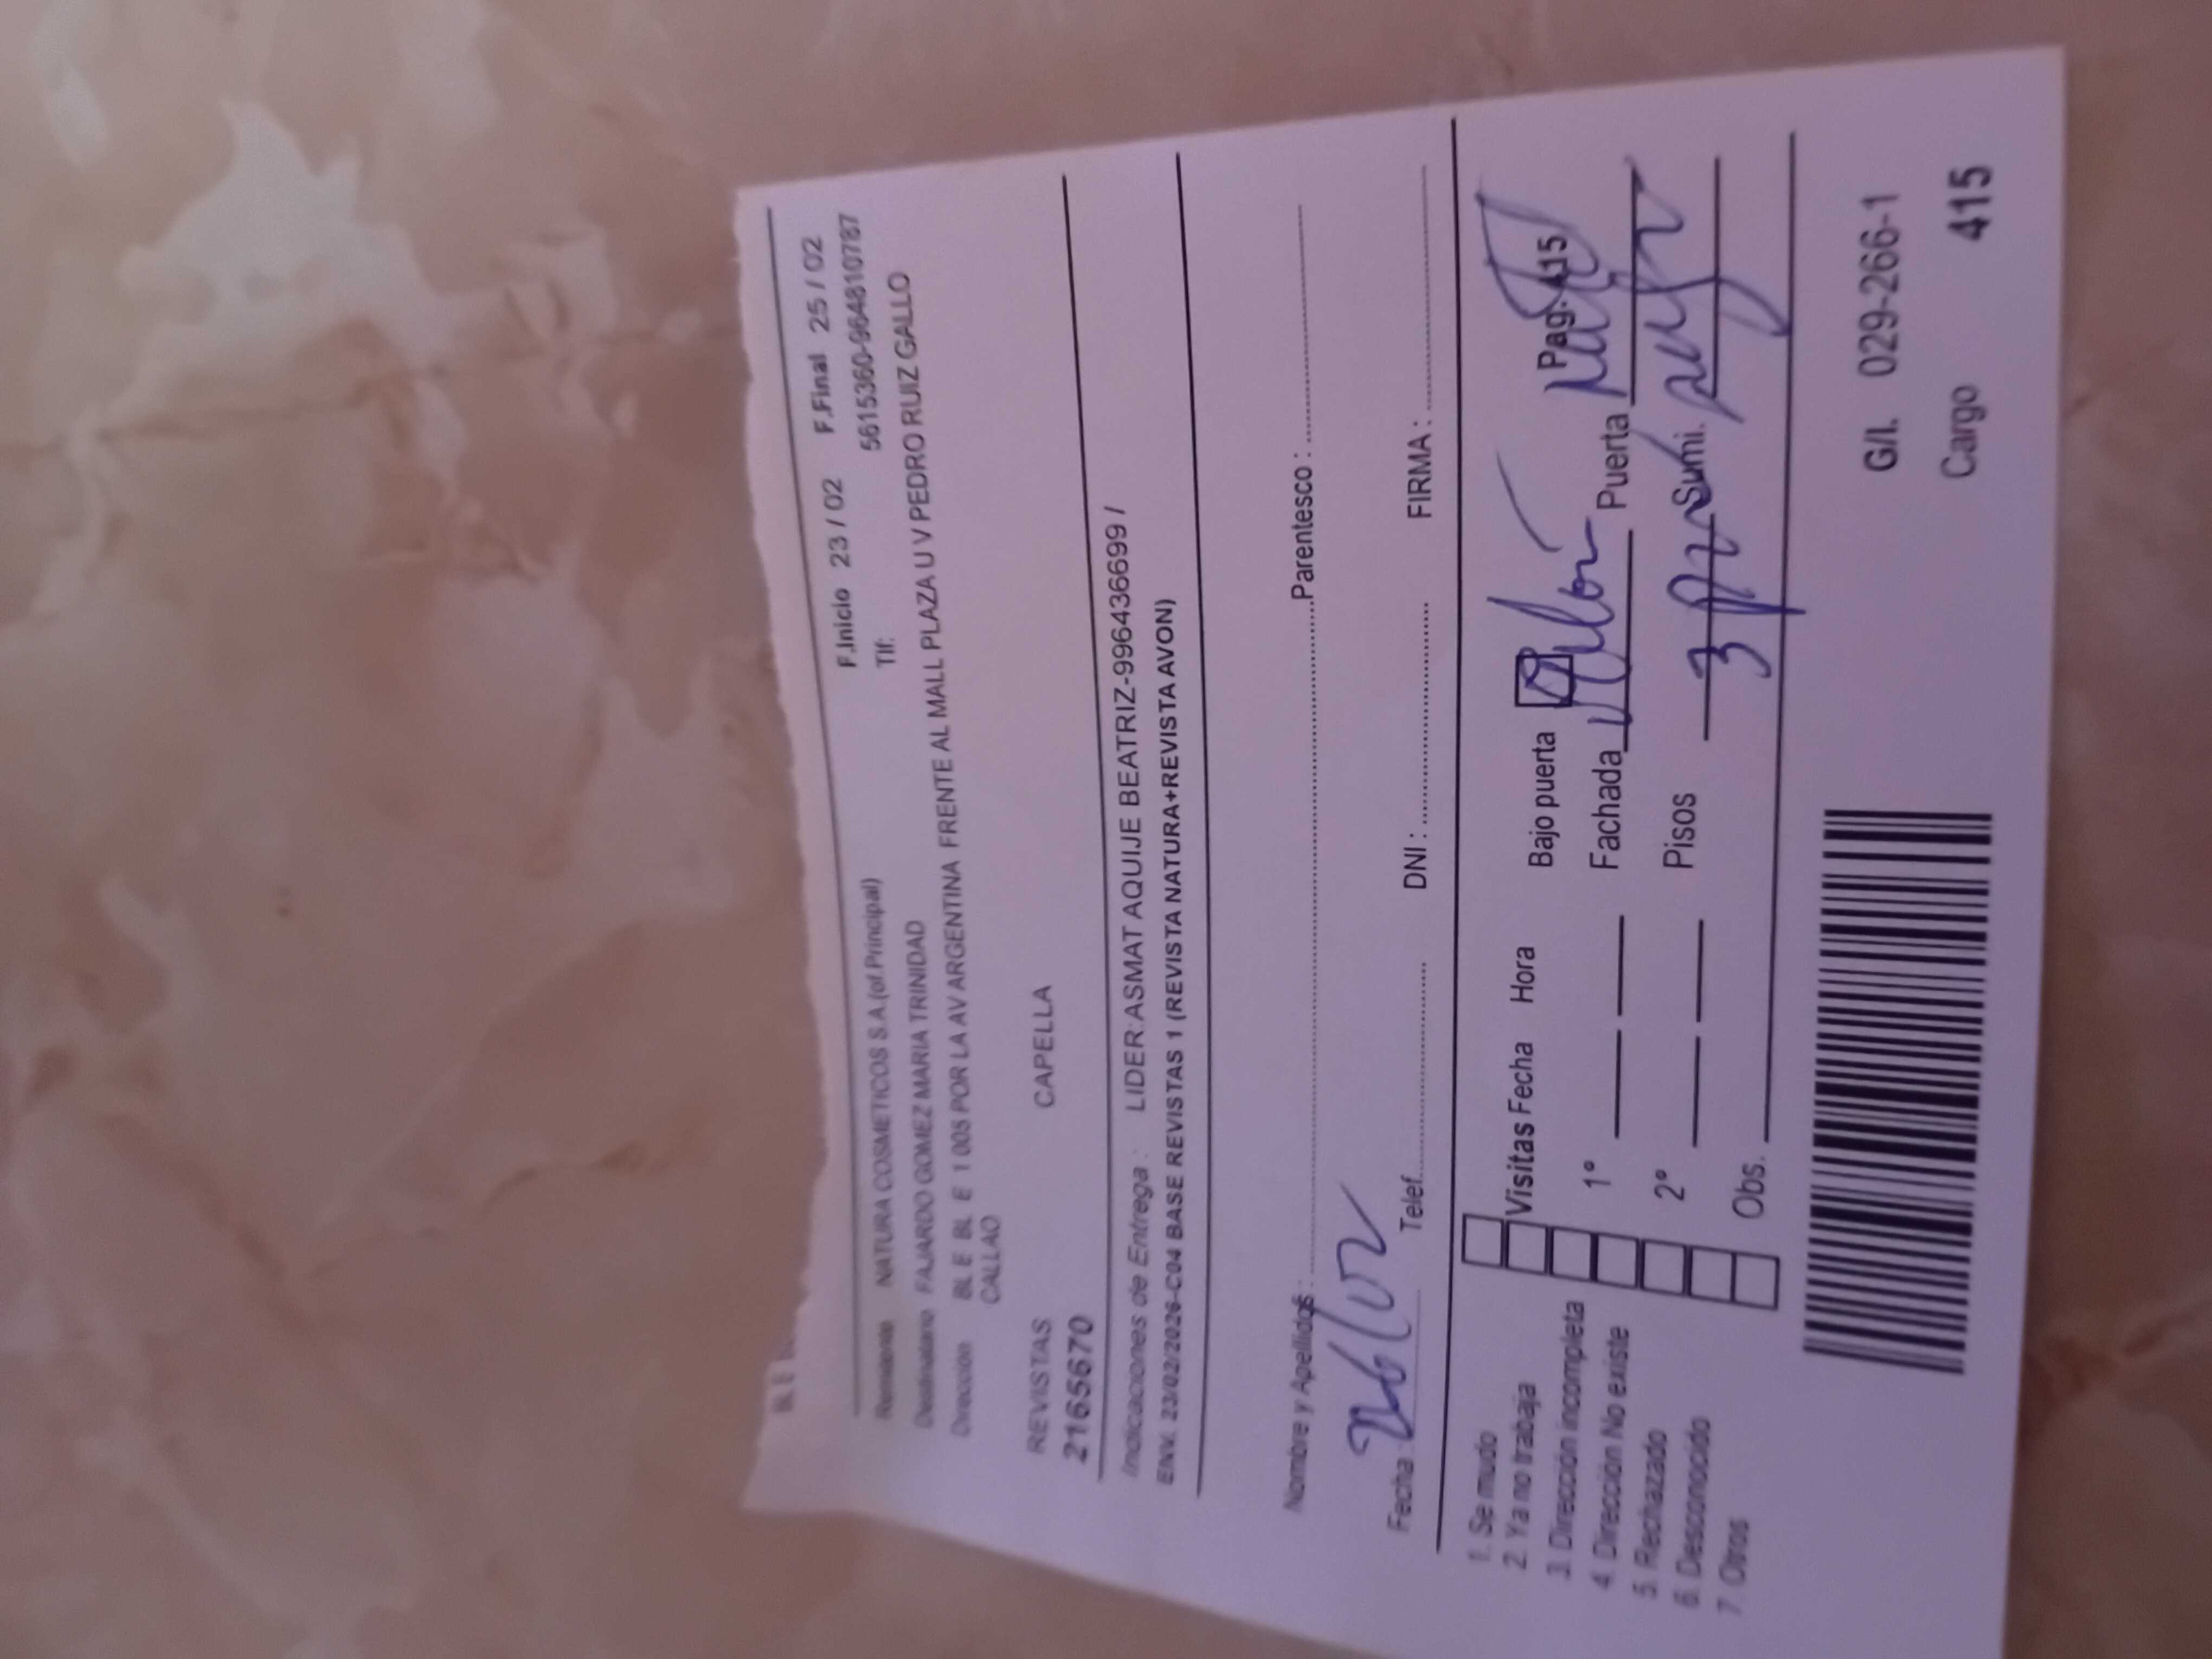 F.Inicio 23 / 02 F.Final 25 / 02
Remitente NATURA COSMETICOS S.A.(of.Principal) Tlf: 5615360-964810787
Destinatario FAJARDO GOMEZ MARIA TRINIDAD
Dirección BL E BL E 1 005 POR LA AV ARGENTINA FRENTE AL MALL PLAZA U V PEDRO RUIZ GALLO
CALLAO
REVISTAS CAPELLA
2165670
Indicaciones de Entrega : LIDER:ASMAT AQUIJE BEATRIZ-996436699 /
ENV. 23/02/2026-C04 BASE REVISTAS 1 (REVISTA NATURA+REVISTA AVON)
Nombre y Apellidos : Parentesco :
26/02
Fecha Telef. DNI : FIRMA :
1. Se mudo
2. Ya no trabaja Visitas Fecha Hora Bajo puerta Pag. 415
3. Dirección incompleta 1° Fachada Puerta
4. Dirección No existe
5. Rechazado 2° Pisos 3 Sumi.
6. Desconocido
7. Otros Obs.
G/I. 029-266-1
Cargo 415